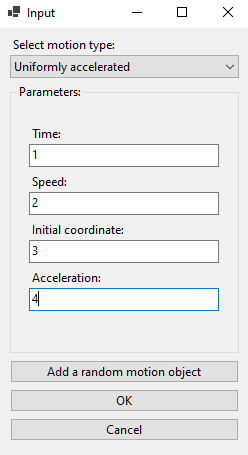 Input
Select motion type:
Uniformly accelerated
Parameters:
Time:
1
Speed:
2
Initial coordinate:
3
Acceleration:
4
Add a random motion object
OK
Cancel